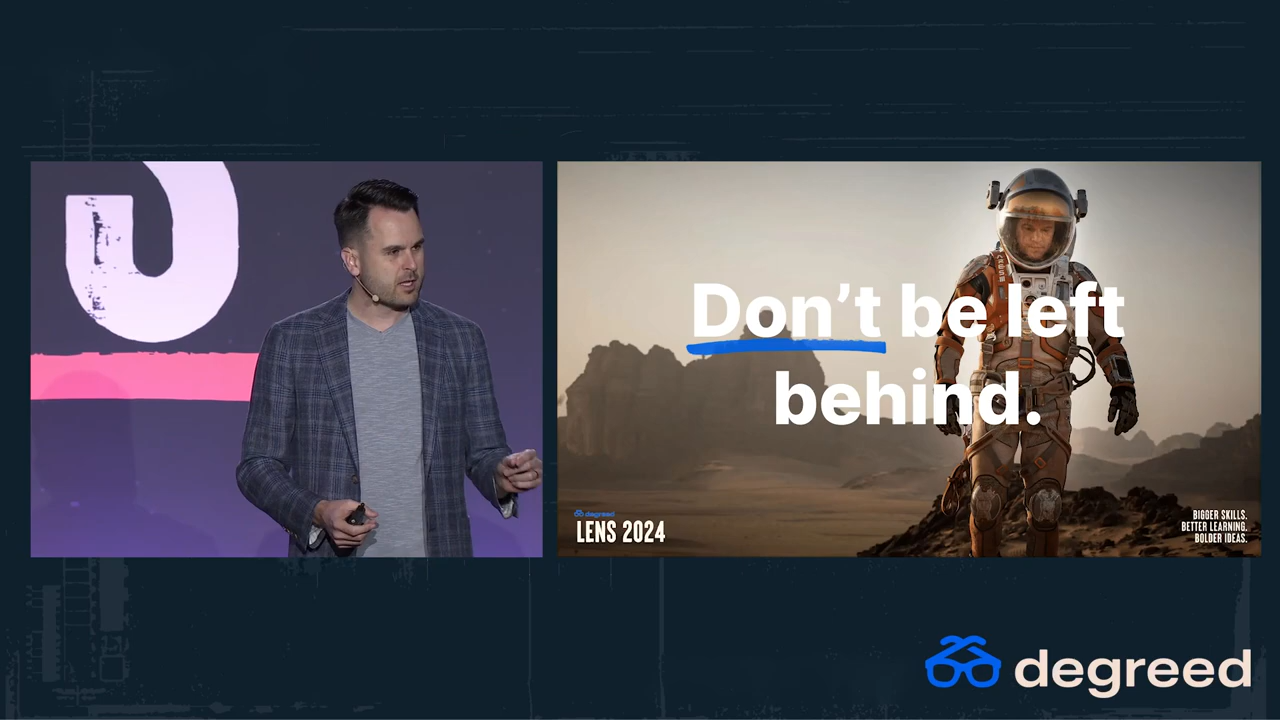 Don't be left
behind.
degreed
LENS 2024
BIGGER SKILLS.
BETTER LEARNING.
BOLDER IDEAS.
degreed